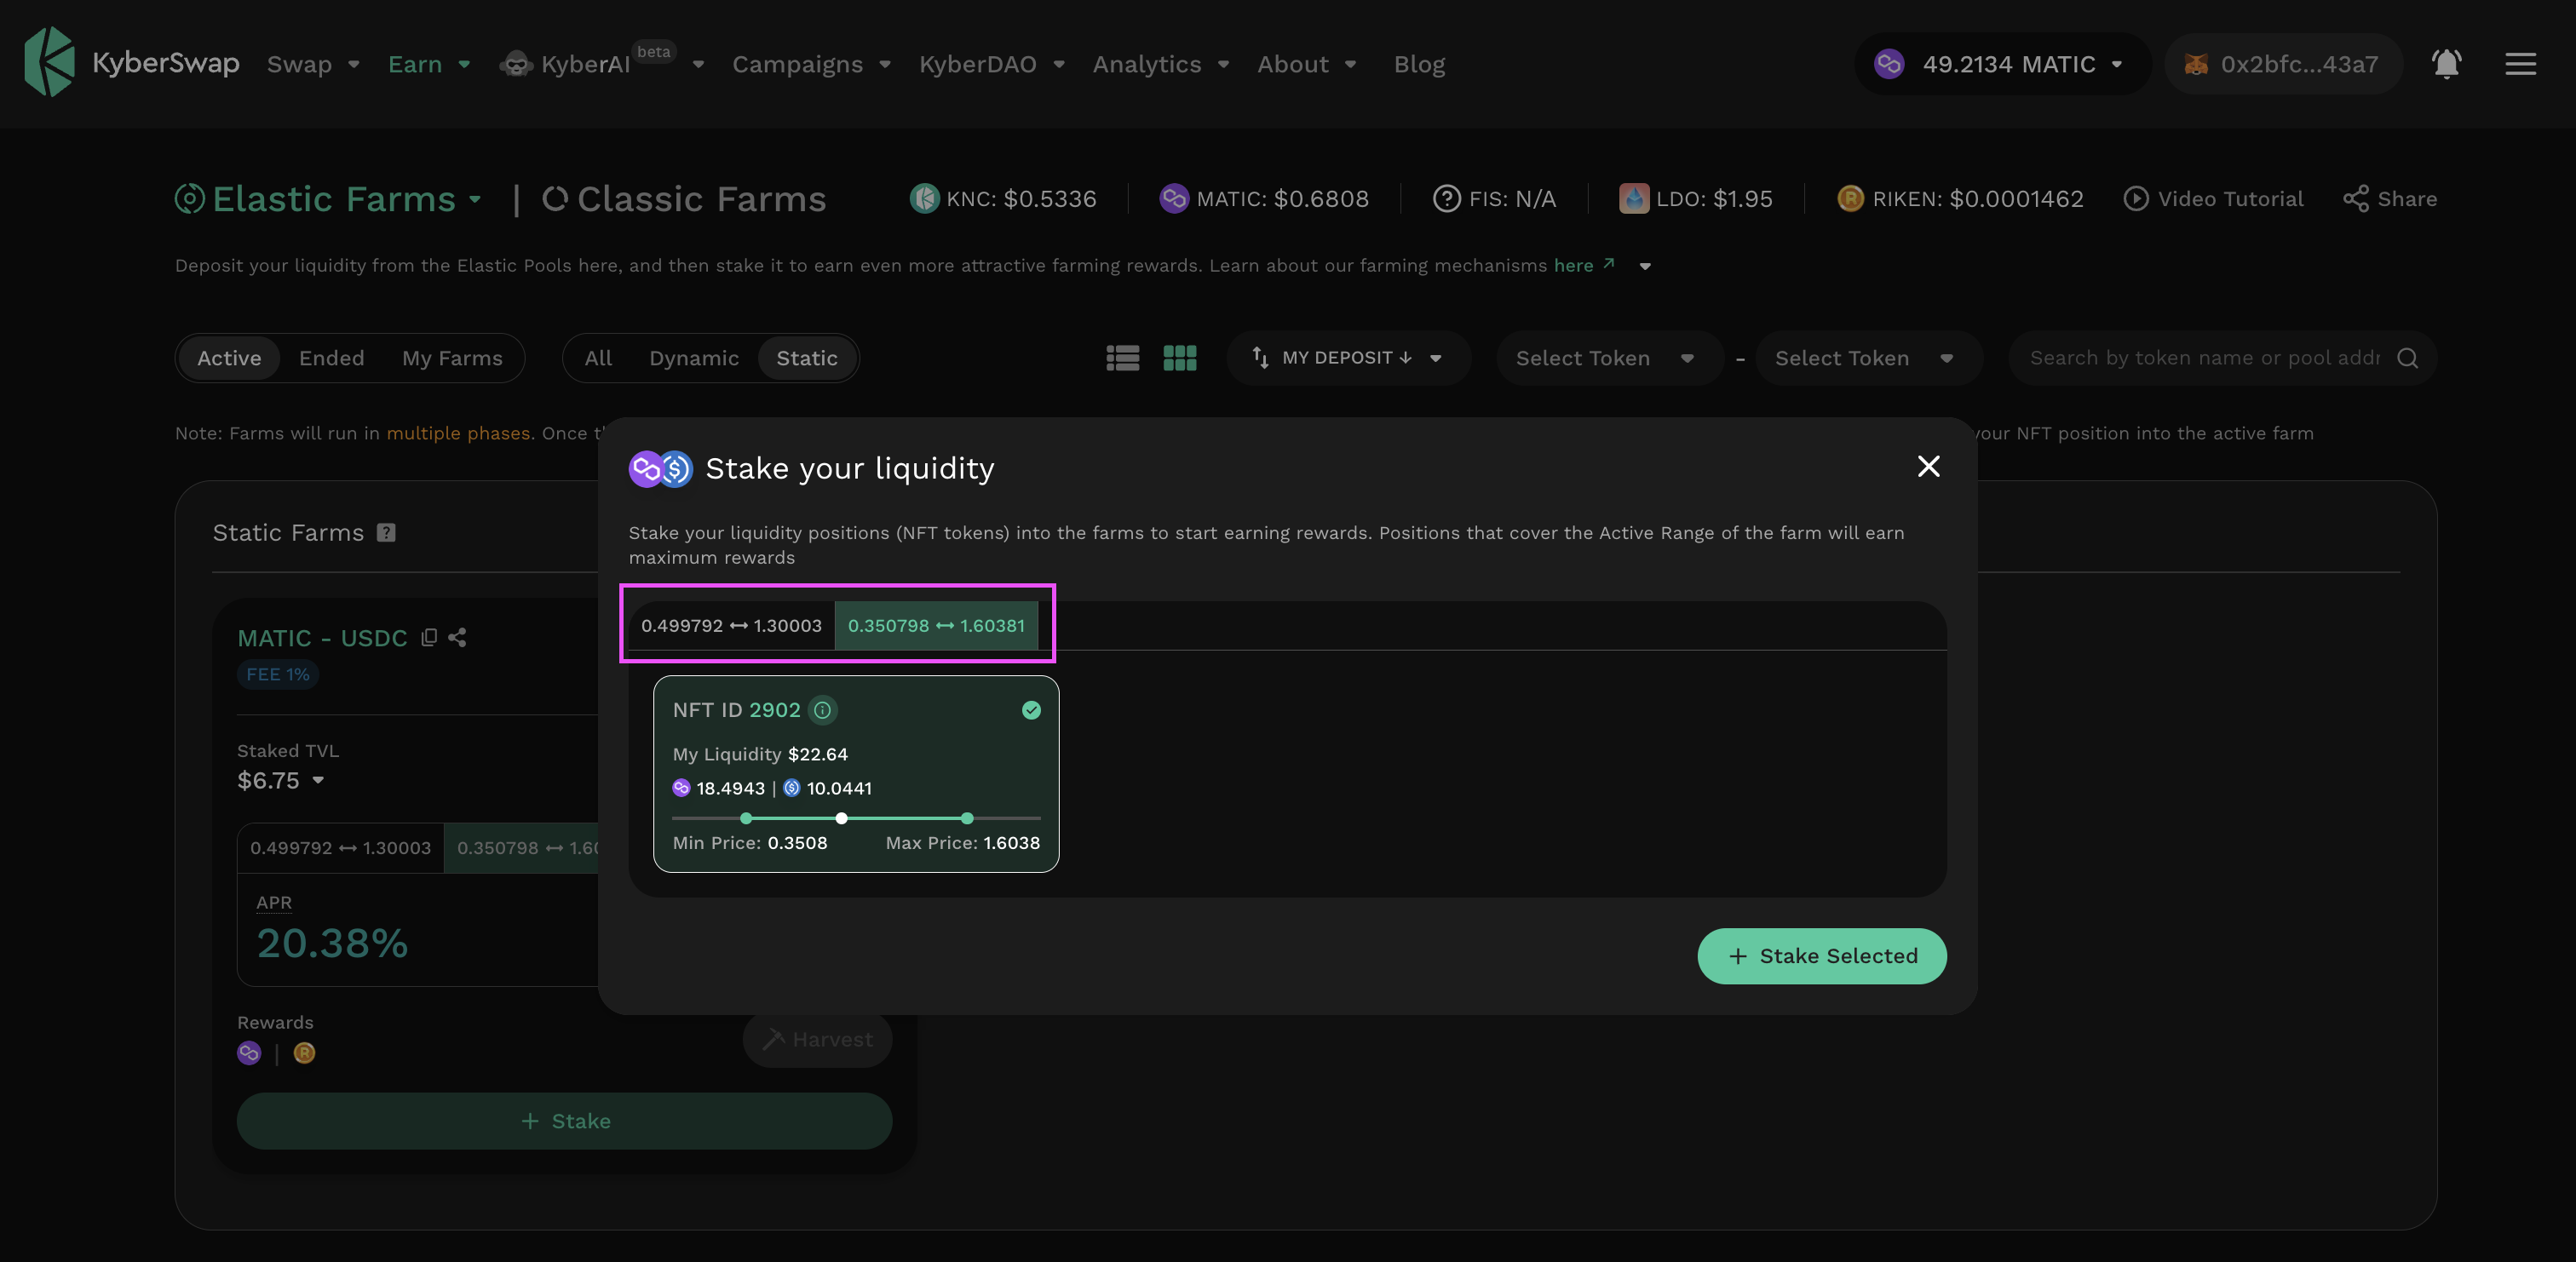 KyberSwap Swap Earn KyberAI beta Campaigns KyberDAO Analytics About Blog 49.2134 MATIC 0x2bfc...43a7
Elastic Farms | Classic Farms KNC: $0.5336 MATIC: $0.6808 FIS: N/A LDO: $1.95 RIKEN: $0.0001462 Video Tutorial Share
Deposit your liquidity from the Elastic Pools here, and then stake it to earn even more attractive farming rewards. Learn about our farming mechanisms here ↗
Active Ended My Farms All Dynamic Static MY DEPOSIT ↓ Select Token - Select Token Search by token name or pool addr
Note: Farms will run in multiple phases. Once your NFT position into the active farm
Stake your liquidity
Stake your liquidity positions (NFT tokens) into the farms to start earning rewards. Positions that cover the Active Range of the farm will earn
maximum rewards
0.499792 ↔ 1.30003 0.350798 ↔ 1.60381
NFT ID 2902
My Liquidity $22.64
18.4943 | 10.0441
Min Price: 0.3508 Max Price: 1.6038
+ Stake Selected
Static Farms ?
MATIC - USDC
FEE 1%
Staked TVL
$6.75
0.499792 ↔ 1.30003 0.350798 ↔ 1.60
APR
20.38%
Rewards
| Harvest
+ Stake